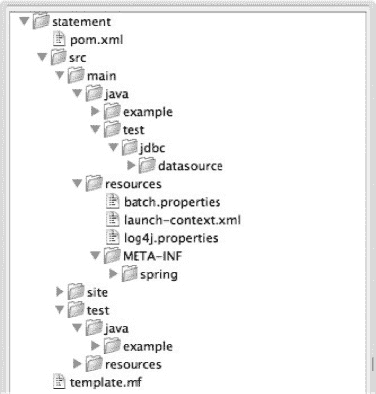 statement
pom.xml
src
main
java
example
test
jdbc
datasource
resources
batch.properties
launch-context.xml
log4j.properties
META-INF
spring
site
test
java
example
resources
template.mf